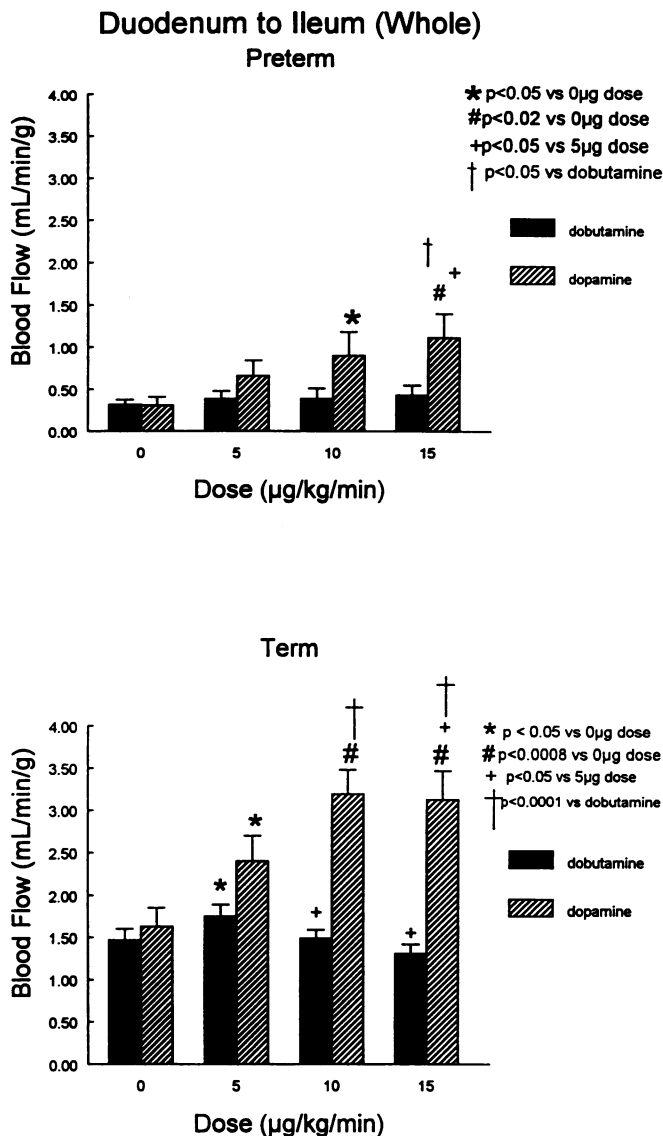 Duodenum to Ileum (Whole)
Preterm
4.00
3.50
3.00
2.50
2.00
1.50
1.00
0.50
0.00
Blood Flow (mL/min/g)
* p<0.05 vs 0µg dose
#p<0.02 vs 0µg dose
+p<0.05 vs 5µg dose
† p<0.05 vs dobutamine
dobutamine
dopamine
†
+
#
*
0 5 10 15
Dose (µg/kg/min)
Term
4.00
3.50
3.00
2.50
2.00
1.50
1.00
0.50
0.00
Blood Flow (mL/min/g)
* p < 0.05 vs 0µg dose
# p<0.0008 vs 0µg dose
+ p<0.05 vs 5µg dose
†p<0.0001 vs dobutamine
dobutamine
dopamine
† †
+
# #
*
*
+
+
0 5 10 15
Dose (µg/kg/min)